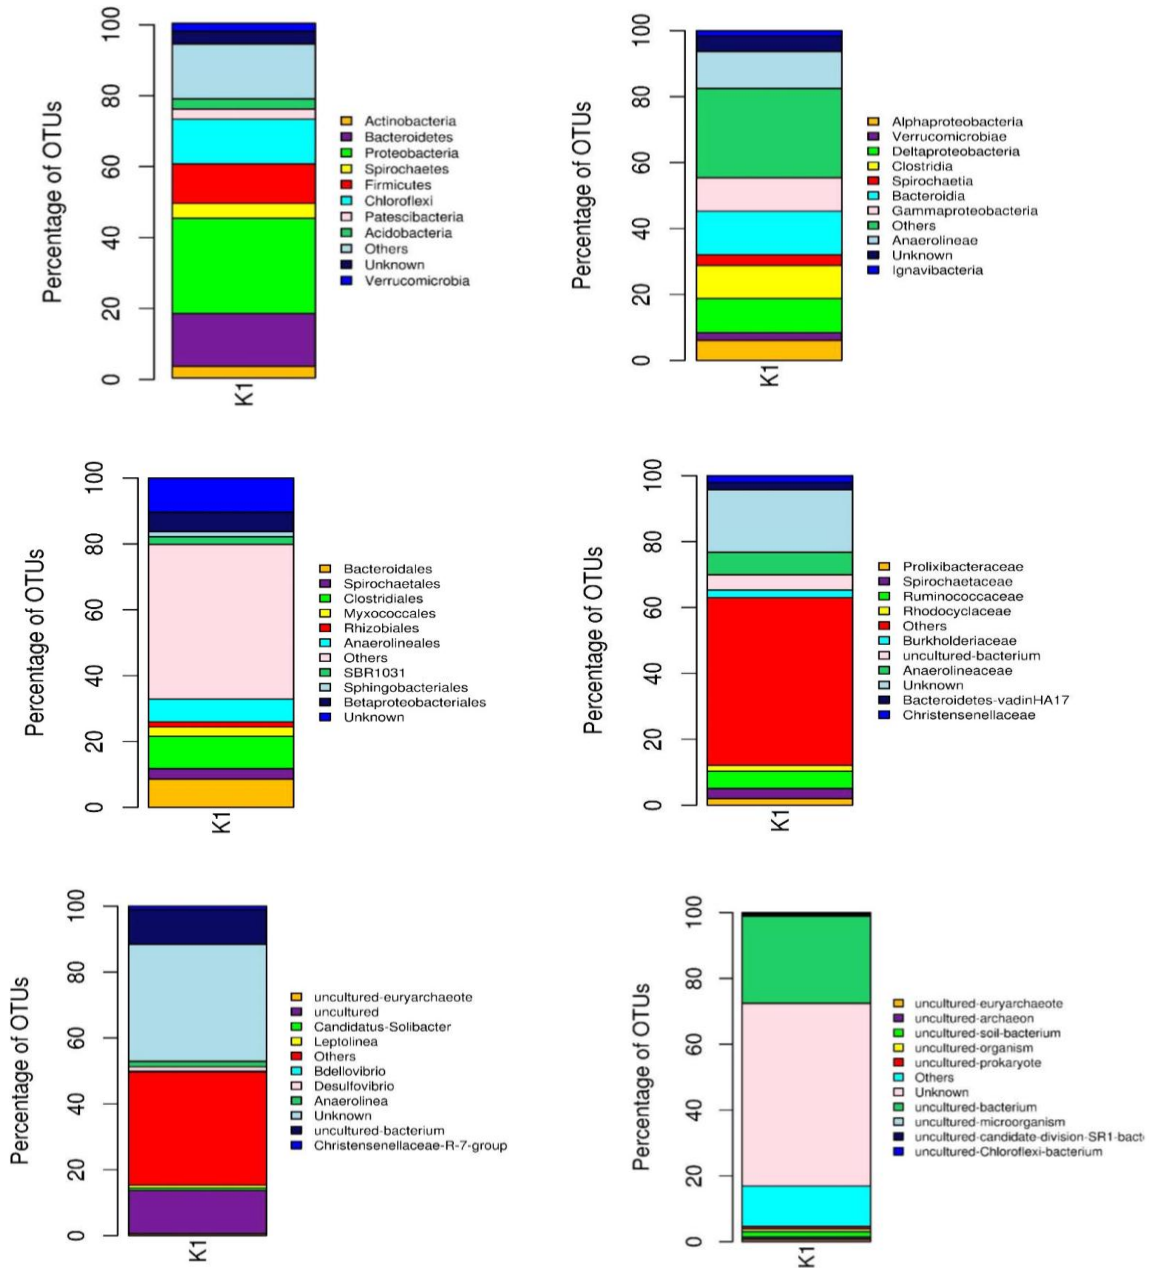 Percentage of OTUs
100
80
60
40
20
0
K1
Actinobacteria
Bacteroidetes
Proteobacteria
Spirochaetes
Firmicutes
Chloroflexi
Patescibacteria
Acidobacteria
Others
Unknown
Verrucomicrobia
Percentage of OTUs
100
80
60
40
20
0
K1
Alphaproteobacteria
Verrucomicrobiae
Deltaproteobacteria
Clostridia
Spirochaetia
Bacteroidia
Gammaproteobacteria
Others
Anaerolineae
Unknown
Ignavibacteria
Percentage of OTUs
100
80
60
40
20
0
K1
Bacteroidales
Spirochaetales
Clostridiales
Myxococcales
Rhizobiales
Anaerolineales
Others
SBR1031
Sphingobacteriales
Betaproteobacteriales
Unknown
Percentage of OTUs
100
80
60
40
20
0
K1
Prolixibacteraceae
Spirochaetaceae
Ruminococcaceae
Rhodocyclaceae
Others
Burkholderiaceae
uncultured-bacterium
Anaerolineaceae
Unknown
Bacteroidetes-vadinHA17
Christensenellaceae
Percentage of OTUs
100
80
60
40
20
0
K1
uncultured-euryarchaeote
uncultured
Candidatus-Solibacter
Leptolinea
Others
Bdellovibrio
Desulfovibrio
Anaerolinea
Unknown
uncultured-bacterium
Christensenellaceae-R-7-group
Percentage of OTUs
100
80
60
40
20
0
K1
uncultured-euryarchaeote
uncultured-archaeon
uncultured-soil-bacterium
uncultured-organism
uncultured-prokaryote
Others
Unknown
uncultured-bacterium
uncultured-microorganism
uncultured-candidate-division-SR1-bact
uncultured-Chloroflexi-bacterium